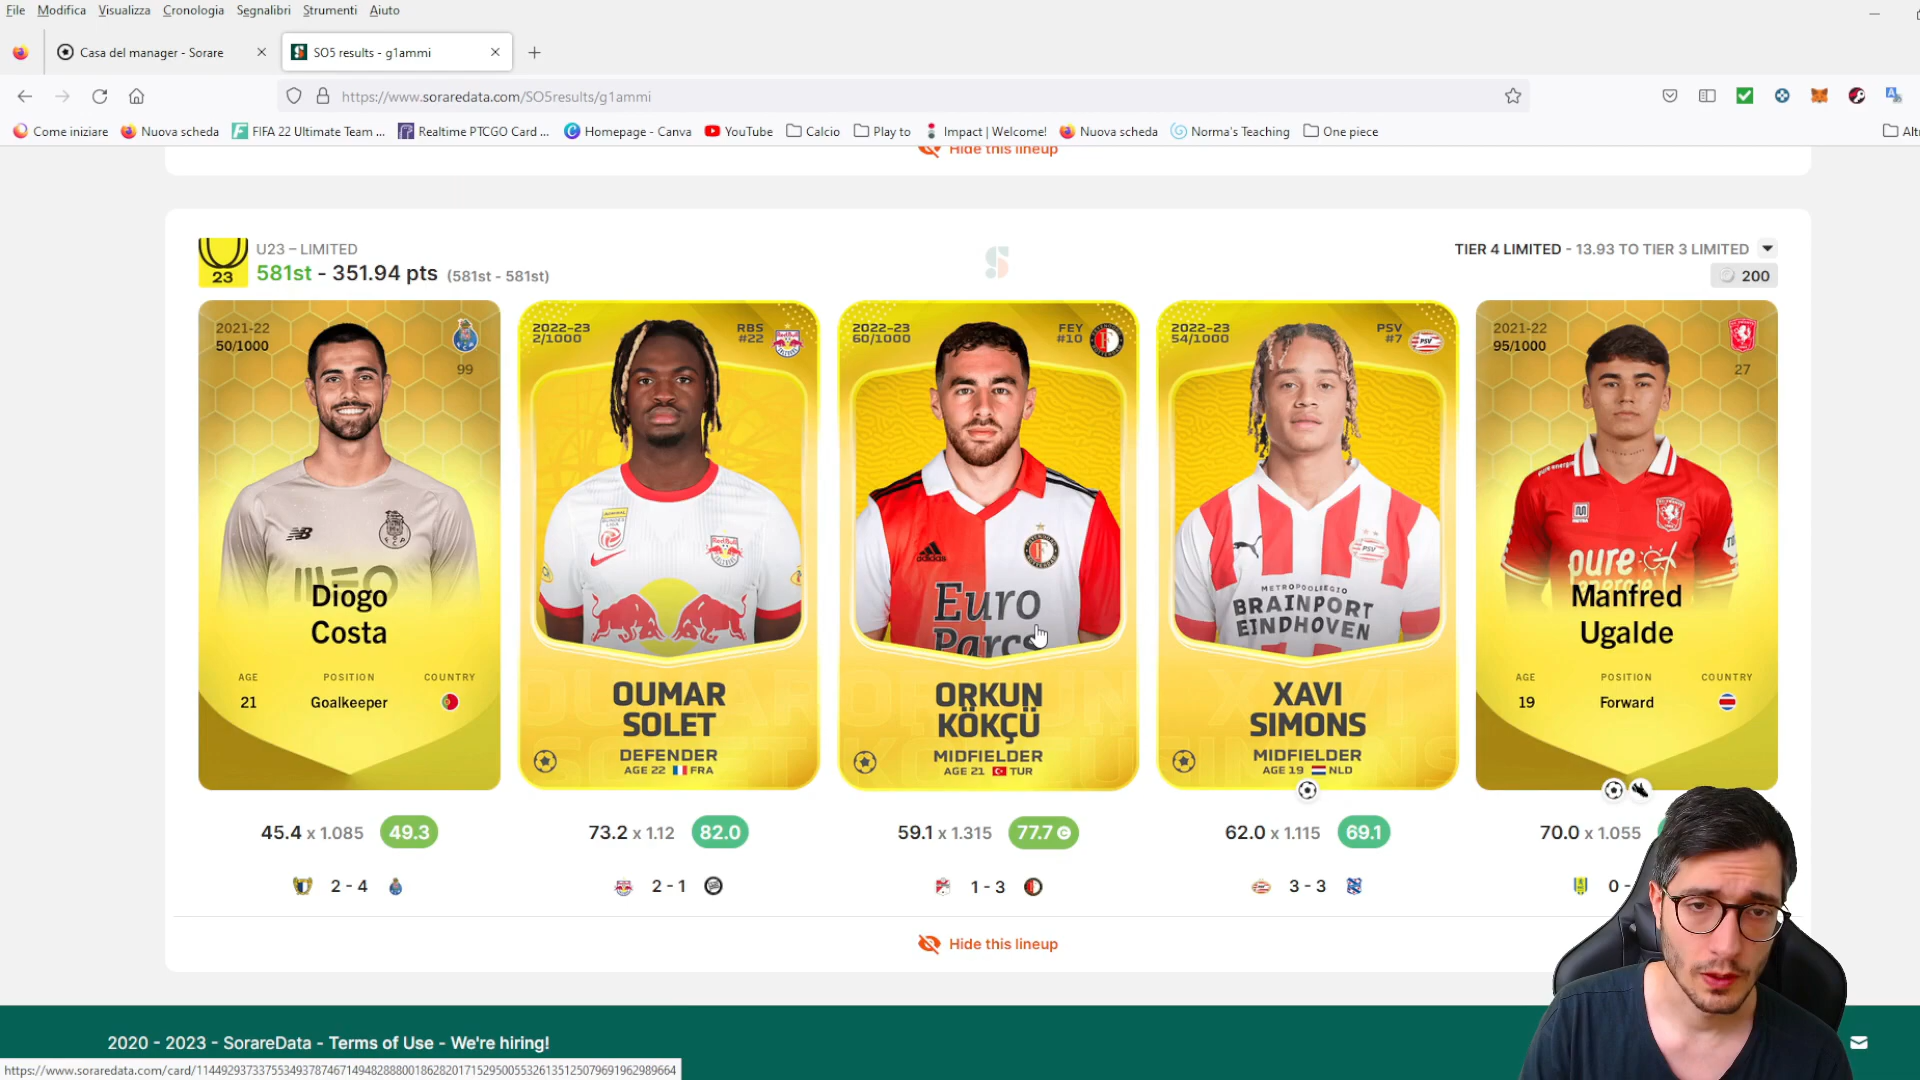 File Modifica Visualizza Cronologia Segnalibri Strumenti Aiuto
Casa del manager - Sorare
SO5 results - g1ammi
https://www.soraredata.com/SO5results/g1ammi
Come iniziare
Nuova scheda
FIFA 22 Ultimate Team ...
Realtime PTCGO Card ...
Homepage - Canva
YouTube
Calcio
Play to
Impact | Welcome!
Nuova scheda
Norma's Teaching
One piece
Hide this lineup
23
U23 – LIMITED
581st - 351.94 pts (581st - 581st)
TIER 4 LIMITED - 13.93 TO TIER 3 LIMITED
200
2021-22
50/1000
99
Diogo
Costa
AGE POSITION COUNTRY
21 Goalkeeper
2022-23
2/1000
RBS
#22
OUMAR
SOLET
DEFENDER
AGE 22 FRA
2022-23
60/1000
FEY
#10
adidas
Euro
Parcs
ORKUN
KÖKÇÜ
MIDFIELDER
AGE 21 TUR
2022-23
54/1000
PSV
#7
PSV
METROPOOLREGIO
BRAINPORT
EINDHOVEN
XAVI
SIMONS
MIDFIELDER
AGE 19 NLD
2021-22
95/1000
27
pure
energie
Manfred
Ugalde
AGE POSITION COUNTRY
19 Forward
45.4 x 1.085 49.3
73.2 x 1.12 82.0
59.1 x 1.315 77.7 C
62.0 x 1.115 69.1
70.0 x 1.055
2 - 4
2 - 1
1 - 3
3 - 3
0 -
Hide this lineup
2020 - 2023 - SorareData - Terms of Use - We're hiring!